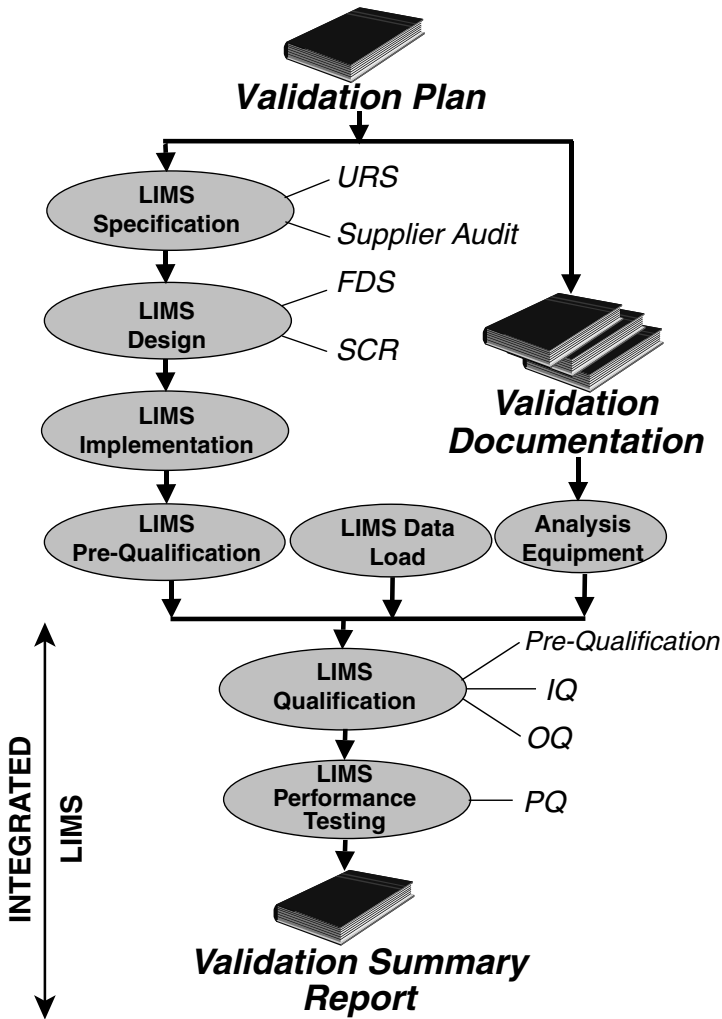 Validation Plan
LIMS
Specification
URS
Supplier Audit
LIMS
Design
FDS
SCR
Validation
Documentation
LIMS
Implementation
LIMS
Pre-Qualification
LIMS Data
Load
Analysis
Equipment
INTEGRATED
LIMS
LIMS
Qualification
Pre-Qualification
IQ
OQ
LIMS
Performance
Testing
PQ
Validation Summary
Report